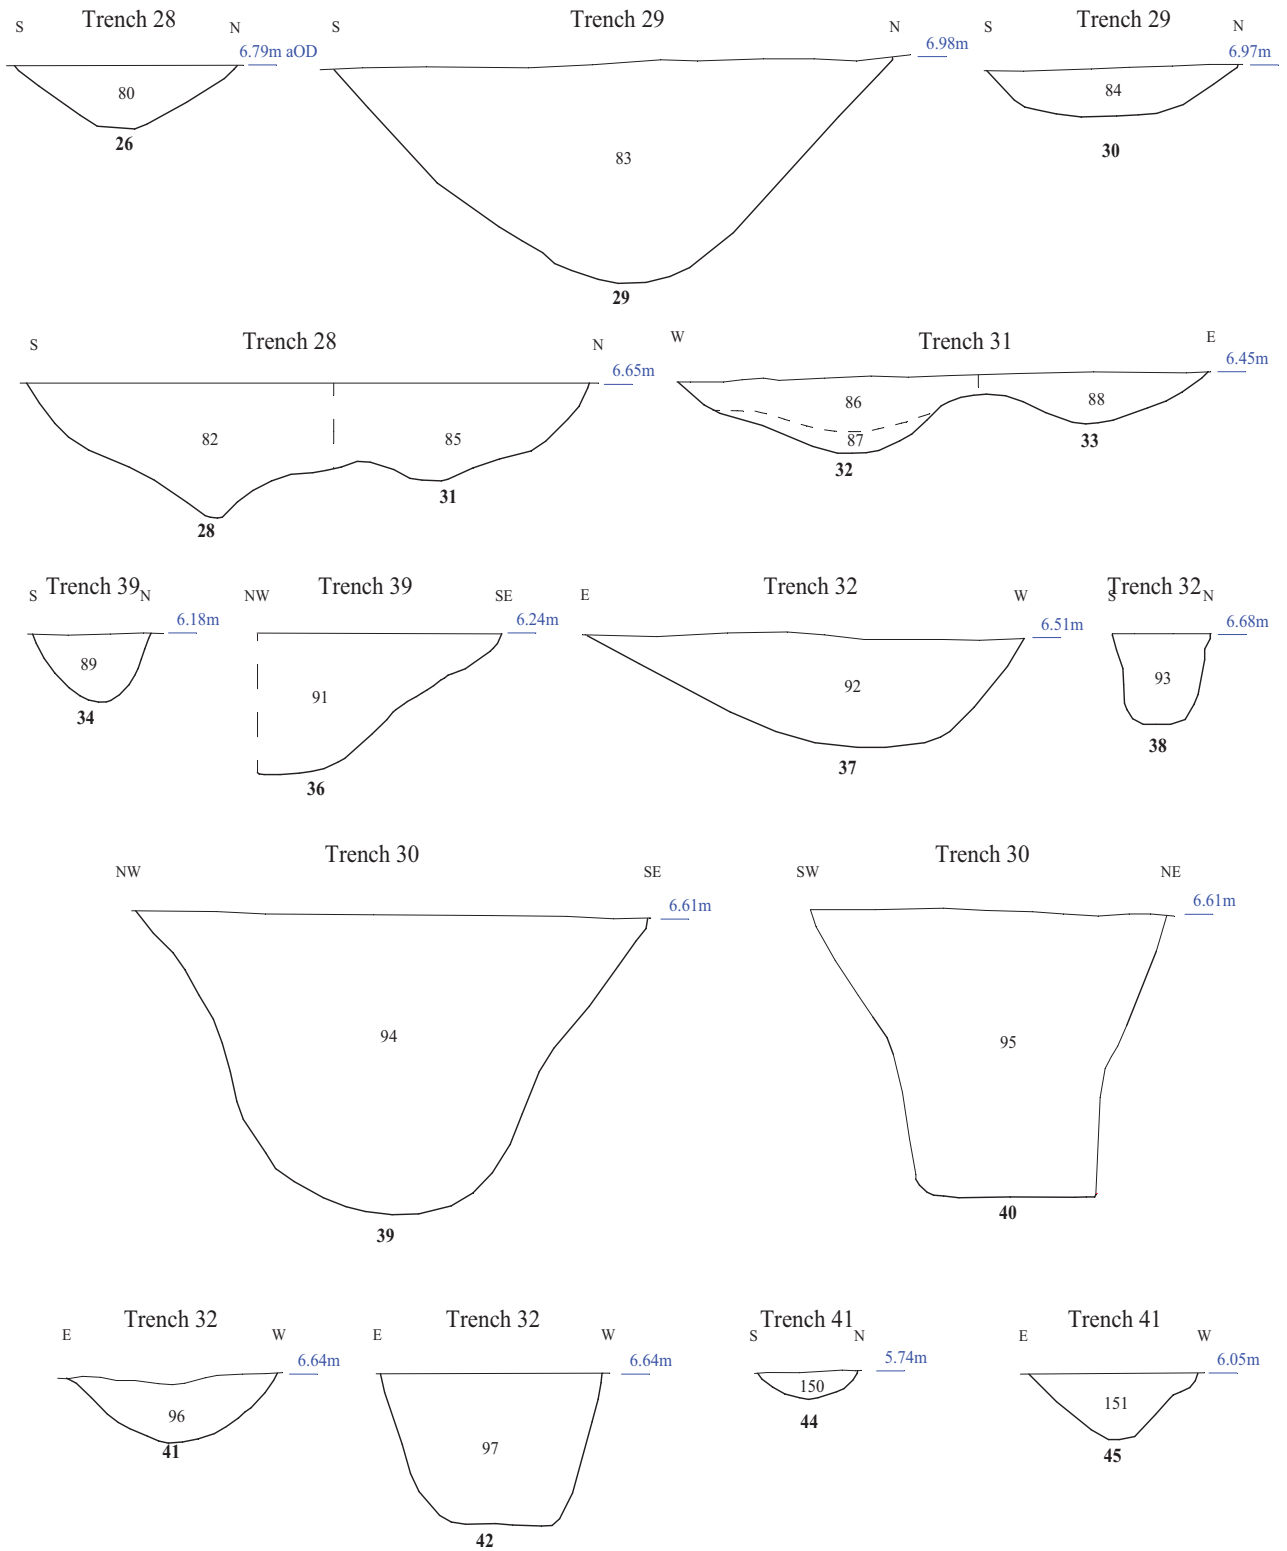 Trench 28
S N
6.79m aOD
80
26
Trench 29
S N
6.98m
83
29
Trench 29
S N
6.97m
84
30
Trench 28
S N
6.65m
82 85
31
28
Trench 31
W E
6.45m
86 88
87
33
32
Trench 39
S N
6.18m
89
34
Trench 39
NW SE
6.24m
91
36
Trench 32
E W
6.51m
92
37
Trench 32
S N
6.68m
93
38
Trench 30
NW SE
6.61m
94
39
Trench 30
SW NE
6.61m
95
40
Trench 32
E W
6.64m
96
41
Trench 32
E W
6.64m
97
42
Trench 41
S N
5.74m
150
44
Trench 41
E W
6.05m
151
45